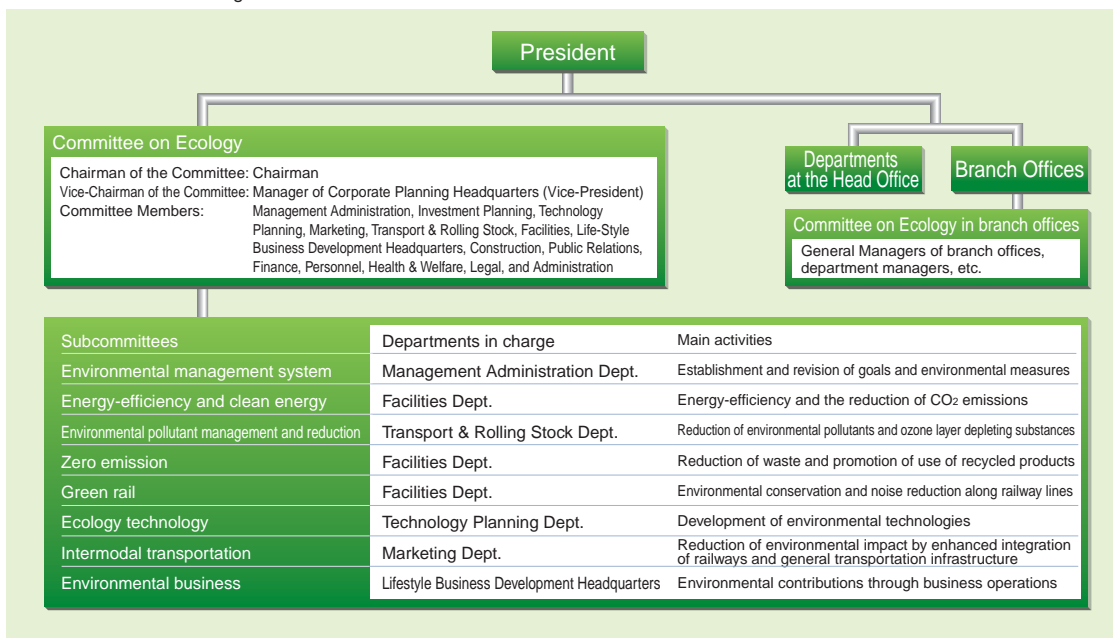 President
Committee on Ecology
Chairman of the Committee: Chairman
Vice-Chairman of the Committee: Manager of Corporate Planning Headquarters (Vice-President)
Committee Members: Management Administration, Investment Planning, Technology
Planning, Marketing, Transport & Rolling Stock, Facilities, Life-Style
Business Development Headquarters, Construction, Public Relations,
Finance, Personnel, Health & Welfare, Legal, and Administration
Departments
at the Head Office
Branch Offices
Committee on Ecology in branch offices
General Managers of branch offices,
department managers, etc.
Subcommittees Departments in charge Main activities
Environmental management system Management Administration Dept. Establishment and revision of goals and environmental measures
Energy-efficiency and clean energy Facilities Dept. Energy-efficiency and the reduction of CO2 emissions
Environmental pollutant management and reduction Transport & Rolling Stock Dept. Reduction of environmental pollutants and ozone layer depleting substances
Zero emission Facilities Dept. Reduction of waste and promotion of use of recycled products
Green rail Facilities Dept. Environmental conservation and noise reduction along railway lines
Ecology technology Technology Planning Dept. Development of environmental technologies
Intermodal transportation Marketing Dept. Reduction of environmental impact by enhanced integration
of railways and general transportation infrastructure
Environmental business Lifestyle Business Development Headquarters Environmental contributions through business operations